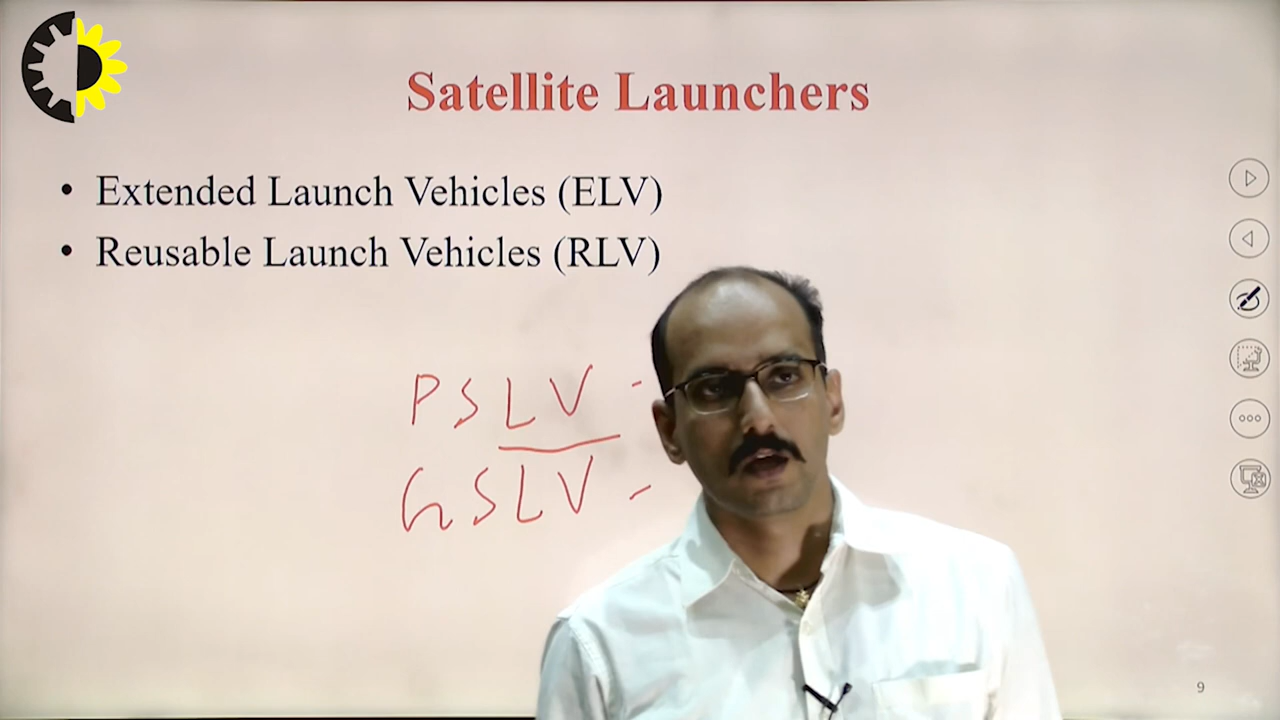 Satellite Launchers
• Extended Launch Vehicles (ELV)
• Reusable Launch Vehicles (RLV)
PSLV -
GSLV -
9